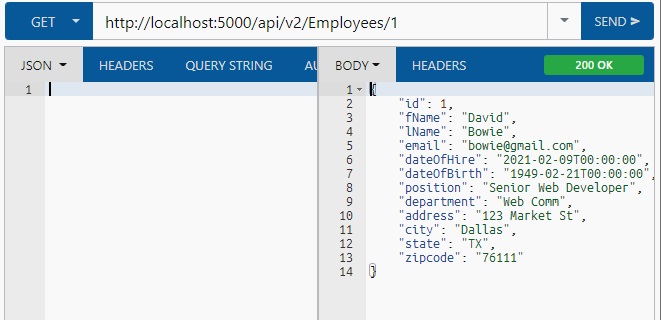 GET http://localhost:5000/api/v2/Employees/1 SEND
JSON HEADERS QUERY STRING AU BODY HEADERS 200 OK
1
1 {
2 "id": 1,
3 "fName": "David",
4 "lName": "Bowie",
5 "email": "bowie@gmail.com",
6 "dateOfHire": "2021-02-09T00:00:00",
7 "dateOfBirth": "1949-02-21T00:00:00",
8 "position": "Senior Web Developer",
9 "department": "Web Comm",
10 "address": "123 Market St",
11 "city": "Dallas",
12 "state": "TX",
13 "zipcode": "76111"
14 }